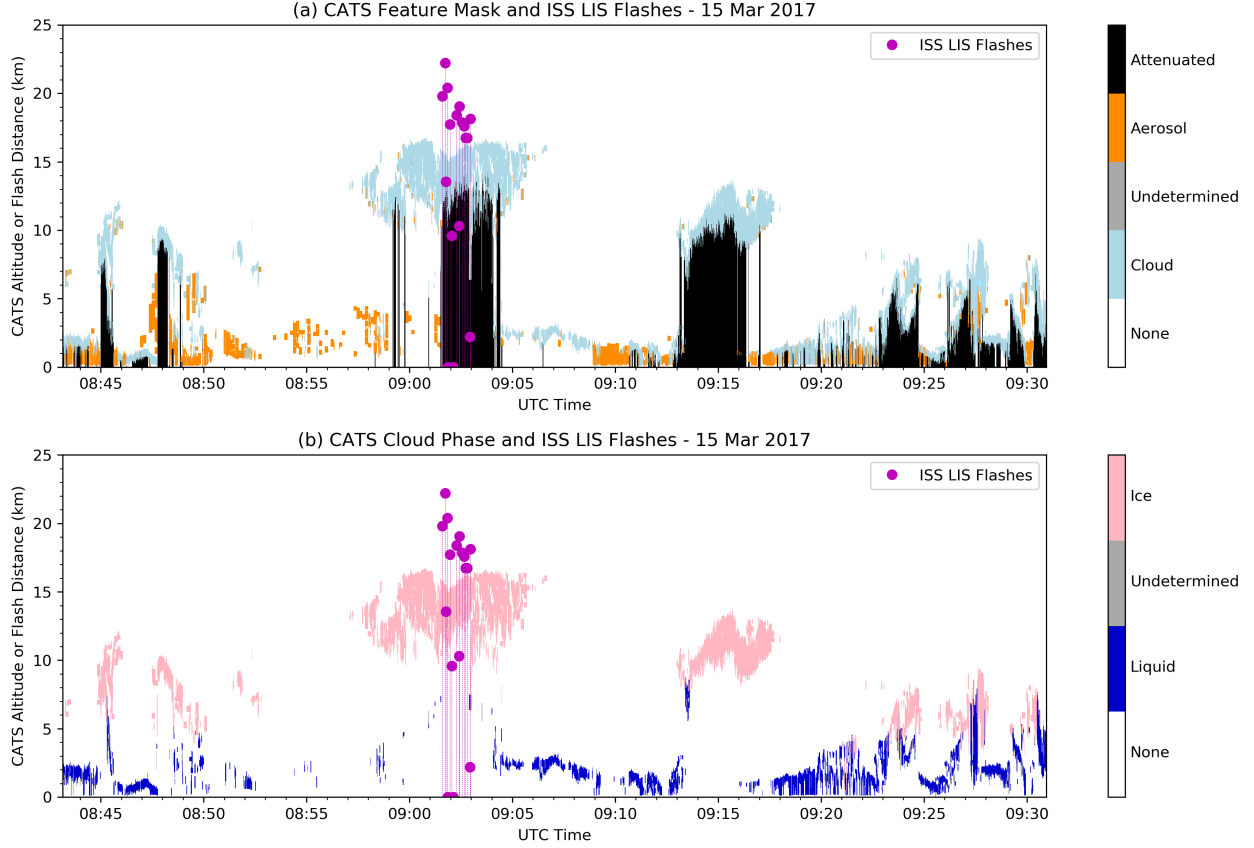 (a) CATS Feature Mask and ISS LIS Flashes - 15 Mar 2017
CATS Altitude or Flash Distance (km)
25
20
15
10
5
0
ISS LIS Flashes
08:45 08:50 08:55 09:00 09:05 09:10 09:15 09:20 09:25 09:30
UTC Time
Attenuated
Aerosol
Undetermined
Cloud
None
(b) CATS Cloud Phase and ISS LIS Flashes - 15 Mar 2017
CATS Altitude or Flash Distance (km)
25
20
15
10
5
0
ISS LIS Flashes
08:45 08:50 08:55 09:00 09:05 09:10 09:15 09:20 09:25 09:30
UTC Time
Ice
Undetermined
Liquid
None